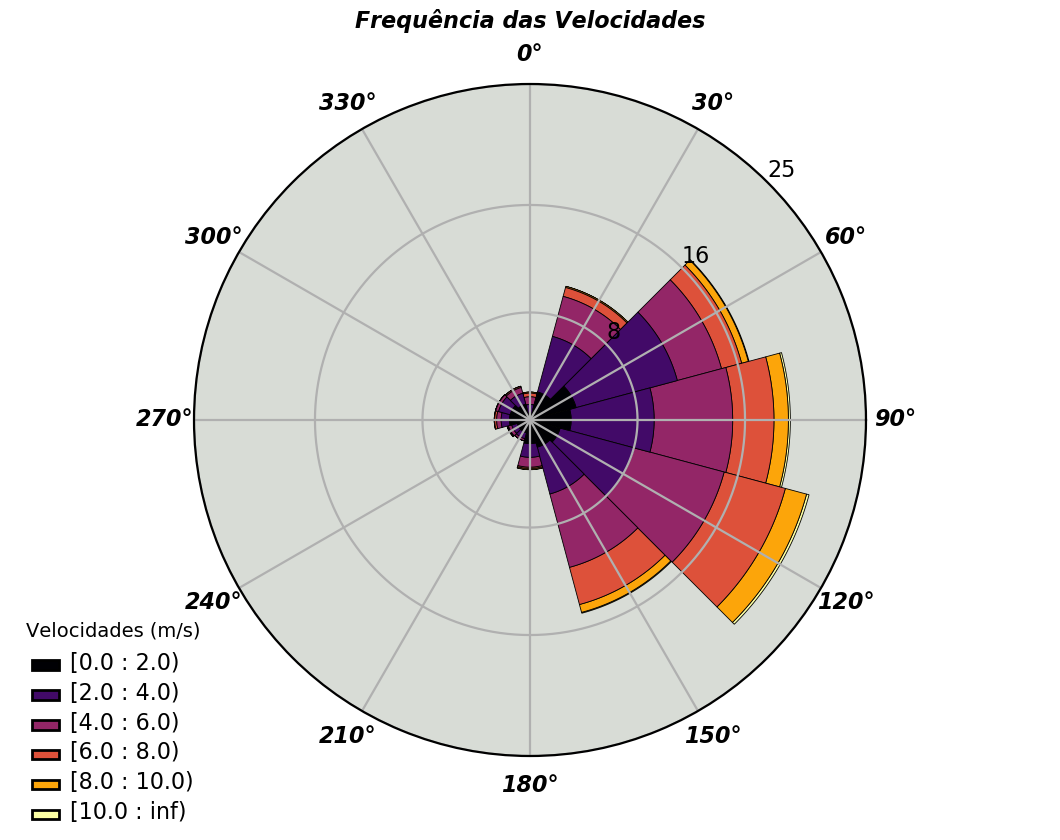 Frequência das Velocidades
0°
330° 30°
25
300° 60°
16
8
270° 90°
240° 120°
Velocidades (m/s)
[0.0 : 2.0)
[2.0 : 4.0)
[4.0 : 6.0)
210° 150°
[6.0 : 8.0)
[8.0 : 10.0)
180°
[10.0 : inf)